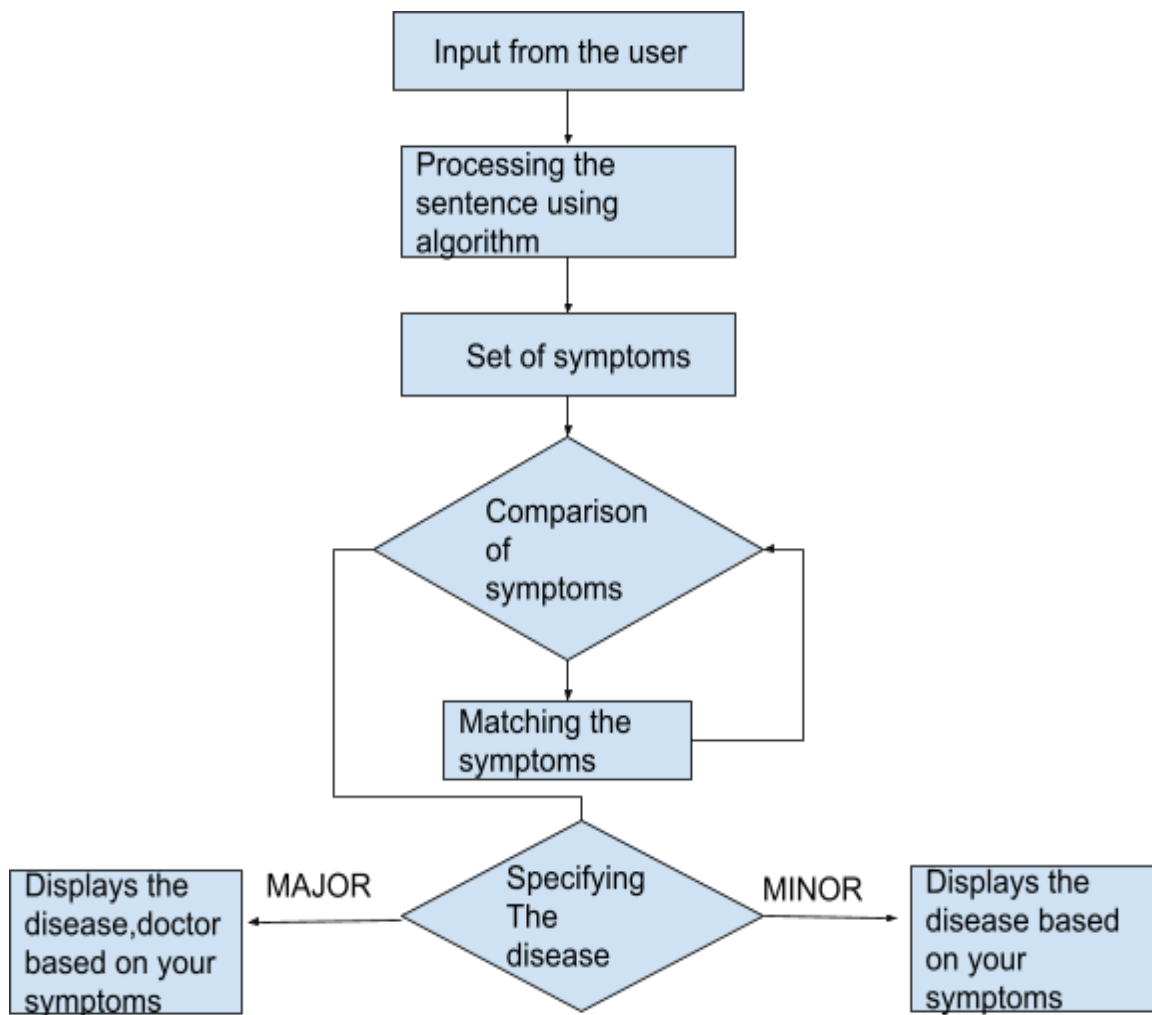 Input from the user
Processing the
sentence using
algorithm
Set of symptoms
Comparison
of
symptoms
Matching the
symptoms
Specifying
The
disease
MAJOR
MINOR
Displays the
disease,doctor
based on your
symptoms
Displays the
disease based
on your
symptoms